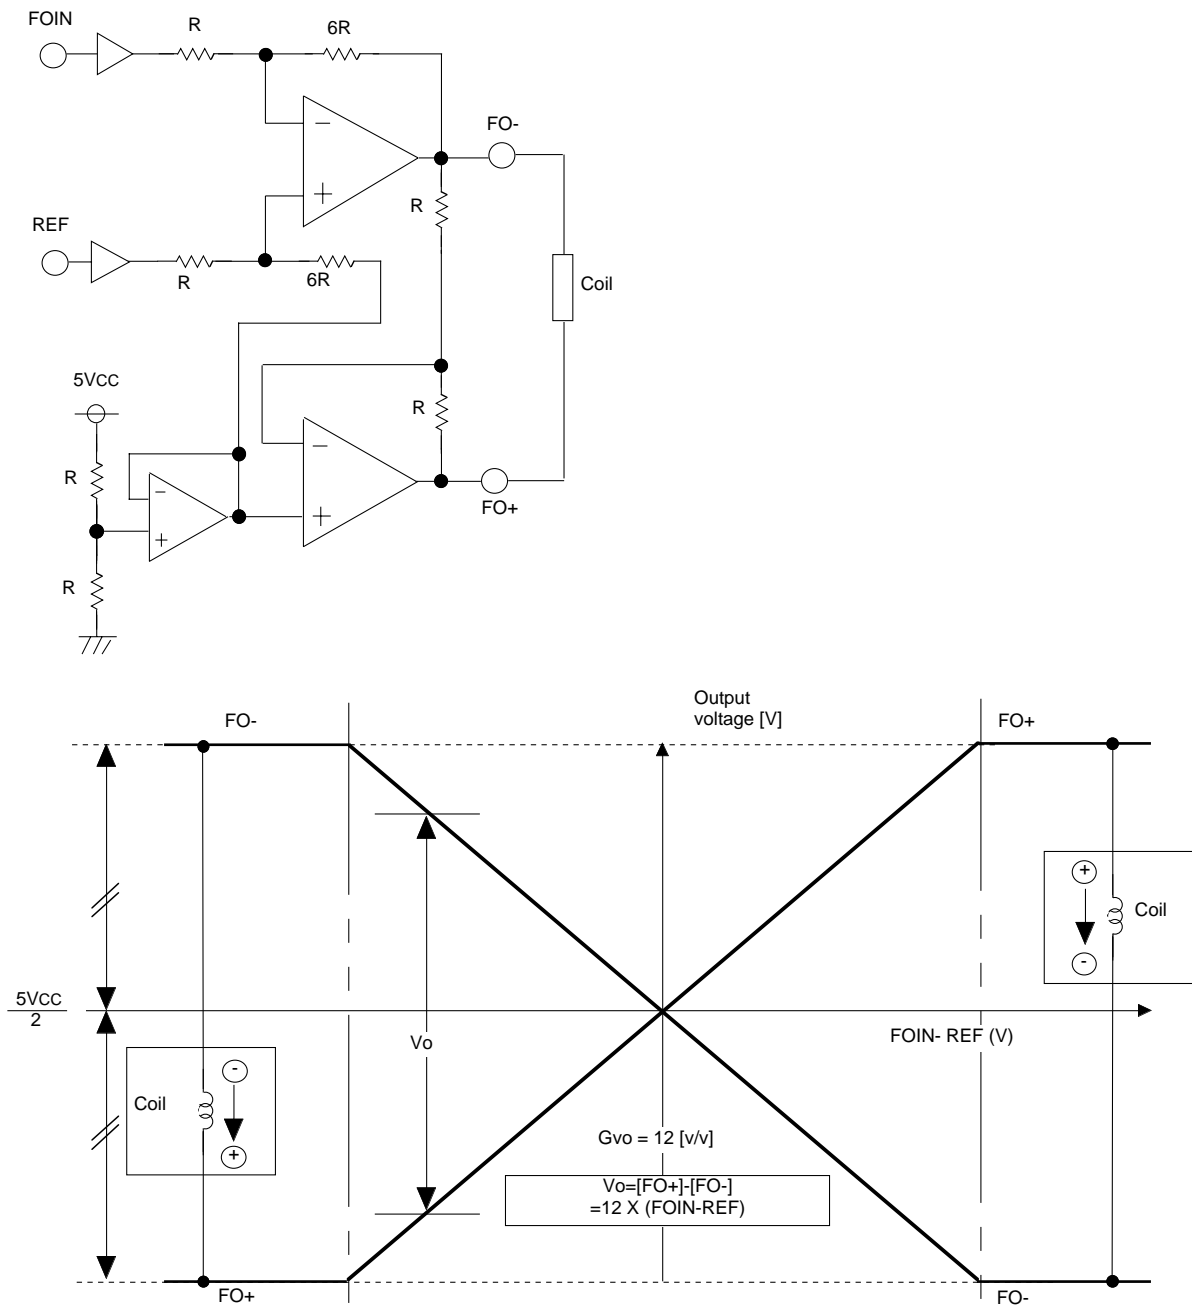 FOIN
R
6R
−
FO-
+
R
REF
R
6R
Coil
5VCC
R
R
−
-
+
+
FO+
R
Output
voltage [V]
FO-
FO+
+
Coil
-
5VCC
2
FOIN- REF (V)
Vo
-
Coil
+
Gvo = 12 [v/v]
Vo=[FO+]-[FO-]
=12 X (FOIN-REF)
FO+
FO-